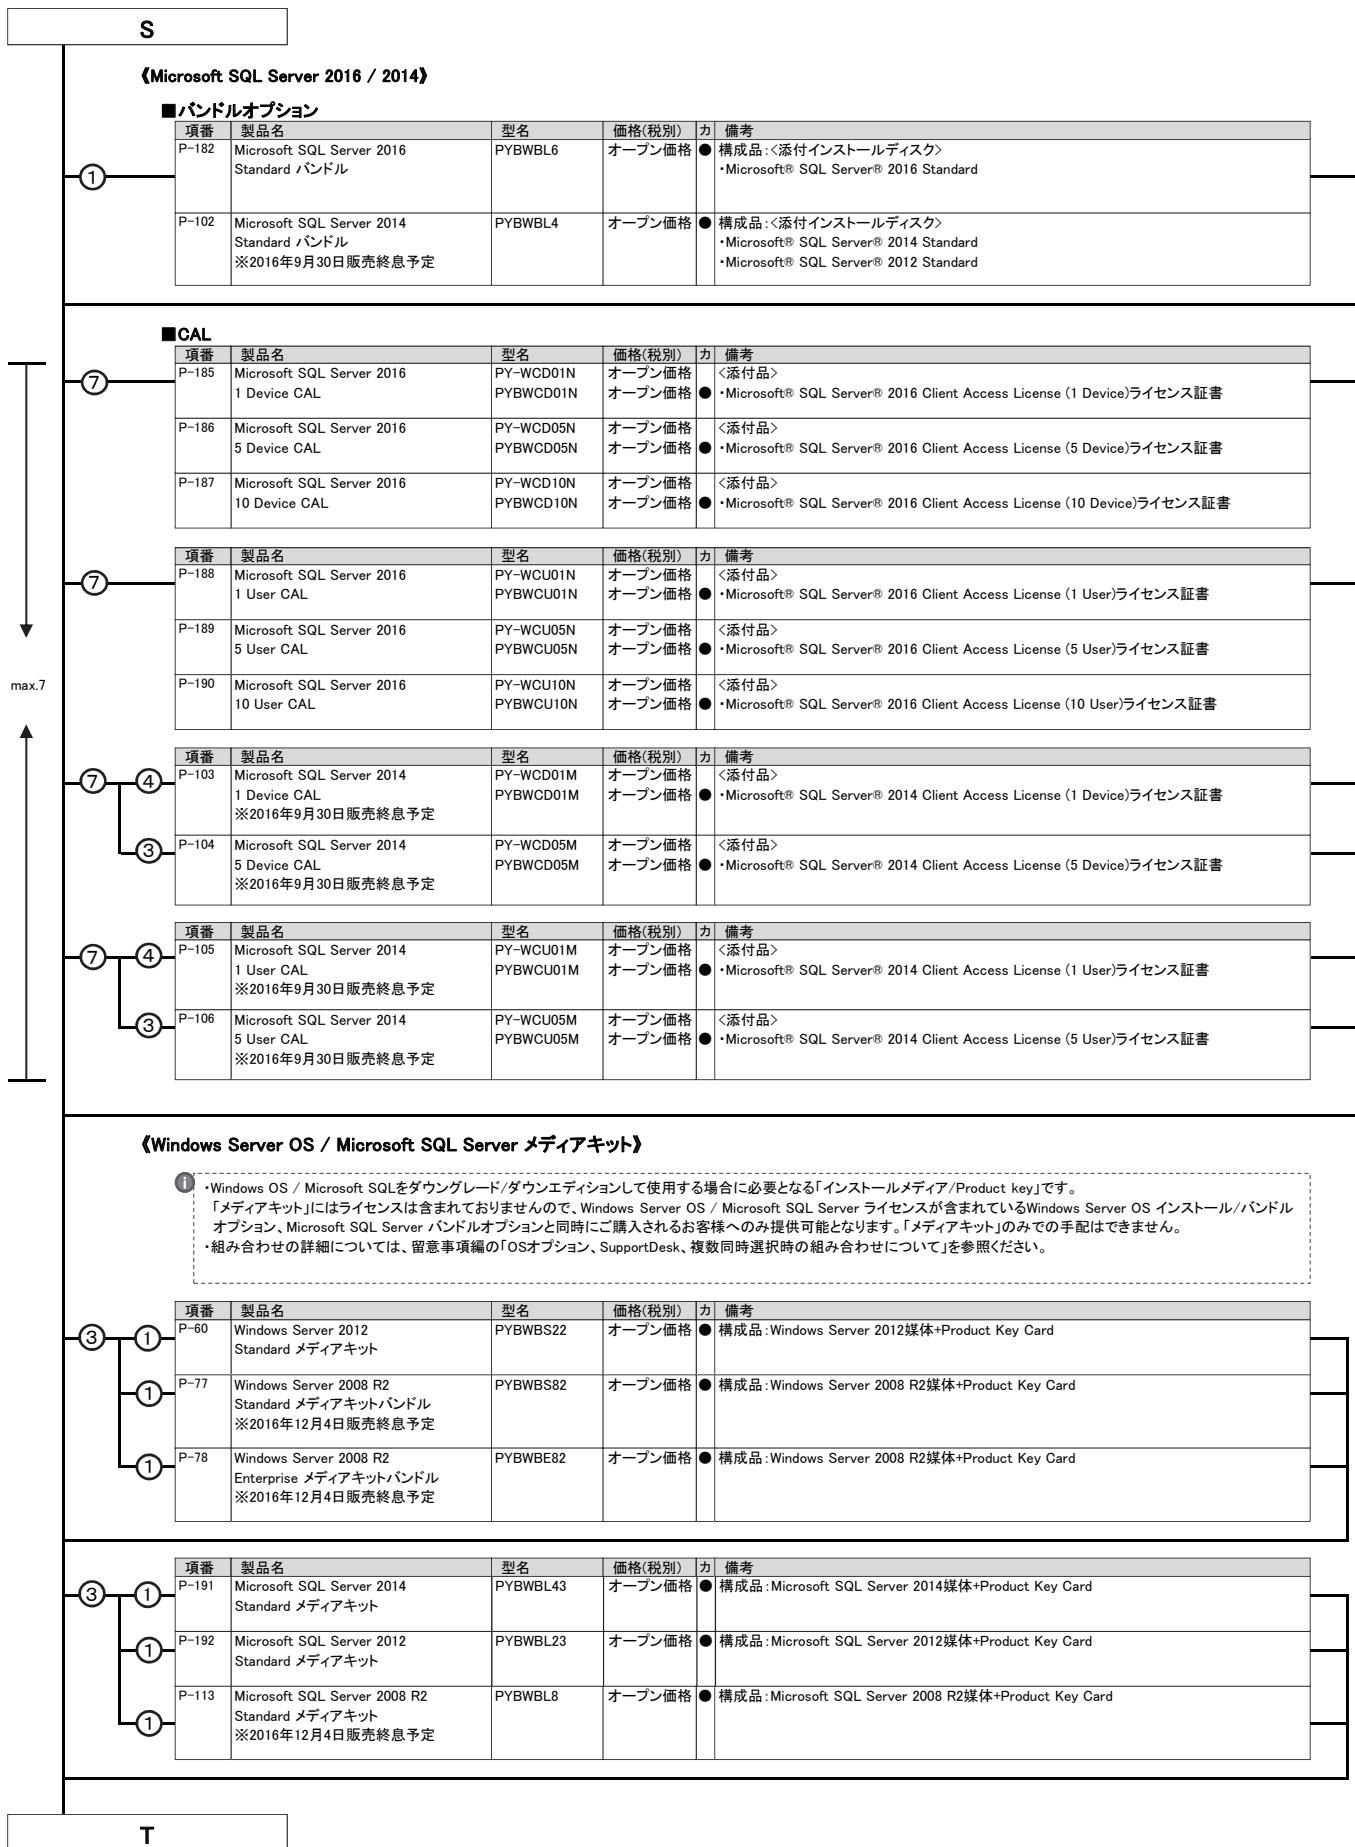 S
《Microsoft SQL Server 2016 / 2014》
■バンドルオプション
項番 製品名 型名 価格(税別) カ 備考
① P-182 Microsoft SQL Server 2016 PYBWBL6 オープン価格 ● 構成品:<添付インストールディスク>
Standard バンドル ・Microsoft® SQL Server® 2016 Standard
P-102 Microsoft SQL Server 2014 PYBWBL4 オープン価格 ● 構成品:<添付インストールディスク>
Standard バンドル ・Microsoft® SQL Server® 2014 Standard
※2016年9月30日販売終息予定 ・Microsoft® SQL Server® 2012 Standard
■CAL
項番 製品名 型名 価格(税別) カ 備考
⑦ P-185 Microsoft SQL Server 2016 PY-WCD01N オープン価格 <添付品>
1 Device CAL PYBWCD01N オープン価格 ● ・Microsoft® SQL Server® 2016 Client Access License (1 Device)ライセンス証書
P-186 Microsoft SQL Server 2016 PY-WCD05N オープン価格 <添付品>
5 Device CAL PYBWCD05N オープン価格 ● ・Microsoft® SQL Server® 2016 Client Access License (5 Device)ライセンス証書
P-187 Microsoft SQL Server 2016 PY-WCD10N オープン価格 <添付品>
10 Device CAL PYBWCD10N オープン価格 ● ・Microsoft® SQL Server® 2016 Client Access License (10 Device)ライセンス証書
項番 製品名 型名 価格(税別) カ 備考
⑦ P-188 Microsoft SQL Server 2016 PY-WCU01N オープン価格 <添付品>
1 User CAL PYBWCU01N オープン価格 ● ・Microsoft® SQL Server® 2016 Client Access License (1 User)ライセンス証書
P-189 Microsoft SQL Server 2016 PY-WCU05N オープン価格 <添付品>
5 User CAL PYBWCU05N オープン価格 ● ・Microsoft® SQL Server® 2016 Client Access License (5 User)ライセンス証書
max.7
P-190 Microsoft SQL Server 2016 PY-WCU10N オープン価格 <添付品>
10 User CAL PYBWCU10N オープン価格 ● ・Microsoft® SQL Server® 2016 Client Access License (10 User)ライセンス証書
項番 製品名 型名 価格(税別) カ 備考
⑦ ④ P-103 Microsoft SQL Server 2014 PY-WCD01M オープン価格 <添付品>
1 Device CAL PYBWCD01M オープン価格 ● ・Microsoft® SQL Server® 2014 Client Access License (1 Device)ライセンス証書
※2016年9月30日販売終息予定
③ P-104 Microsoft SQL Server 2014 PY-WCD05M オープン価格 <添付品>
5 Device CAL PYBWCD05M オープン価格 ● ・Microsoft® SQL Server® 2014 Client Access License (5 Device)ライセンス証書
※2016年9月30日販売終息予定
項番 製品名 型名 価格(税別) カ 備考
⑦ ④ P-105 Microsoft SQL Server 2014 PY-WCU01M オープン価格 <添付品>
1 User CAL PYBWCU01M オープン価格 ● ・Microsoft® SQL Server® 2014 Client Access License (1 User)ライセンス証書
※2016年9月30日販売終息予定
③ P-106 Microsoft SQL Server 2014 PY-WCU05M オープン価格 <添付品>
5 User CAL PYBWCU05M オープン価格 ● ・Microsoft® SQL Server® 2014 Client Access License (5 User)ライセンス証書
※2016年9月30日販売終息予定
《Windows Server OS / Microsoft SQL Server メディアキット》
i ・Windows OS / Microsoft SQLをダウングレード/ダウンエディションして使用する場合に必要となる「インストールメディア/Product key」です。
「メディアキット」にはライセンスは含まれておりませんので、Windows Server OS / Microsoft SQL Server ライセンスが含まれているWindows Server OS インストール/バンドル
オプション、Microsoft SQL Server バンドルオプションと同時にご購入されるお客様へのみ提供可能となります。「メディアキット」のみでの手配はできません。
・組み合わせの詳細については、留意事項編の「OSオプション、SupportDesk、複数同時選択時の組み合わせについて」を参照ください。
項番 製品名 型名 価格(税別) カ 備考
③ ① P-60 Windows Server 2012 PYBWBS22 オープン価格 ● 構成品:Windows Server 2012媒体+Product Key Card
Standard メディアキット
① P-77 Windows Server 2008 R2 PYBWBS82 オープン価格 ● 構成品:Windows Server 2008 R2媒体+Product Key Card
Standard メディアキットバンドル
※2016年12月4日販売終息予定
① P-78 Windows Server 2008 R2 PYBWBE82 オープン価格 ● 構成品:Windows Server 2008 R2媒体+Product Key Card
Enterprise メディアキットバンドル
※2016年12月4日販売終息予定
項番 製品名 型名 価格(税別) カ 備考
③ ① P-191 Microsoft SQL Server 2014 PYBWBL43 オープン価格 ● 構成品:Microsoft SQL Server 2014媒体+Product Key Card
Standard メディアキット
① P-192 Microsoft SQL Server 2012 PYBWBL23 オープン価格 ● 構成品:Microsoft SQL Server 2012媒体+Product Key Card
Standard メディアキット
① P-113 Microsoft SQL Server 2008 R2 PYBWBL8 オープン価格 ● 構成品:Microsoft SQL Server 2008 R2媒体+Product Key Card
Standard メディアキット
※2016年12月4日販売終息予定
T